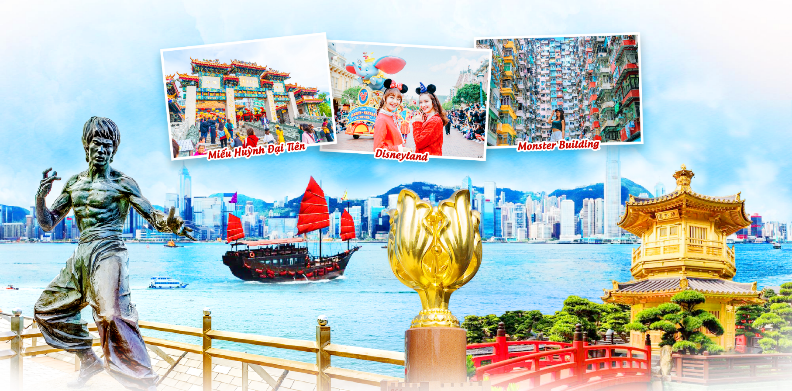 Miếu Huỳnh Đại Tiên
Disneyland
Monster Building